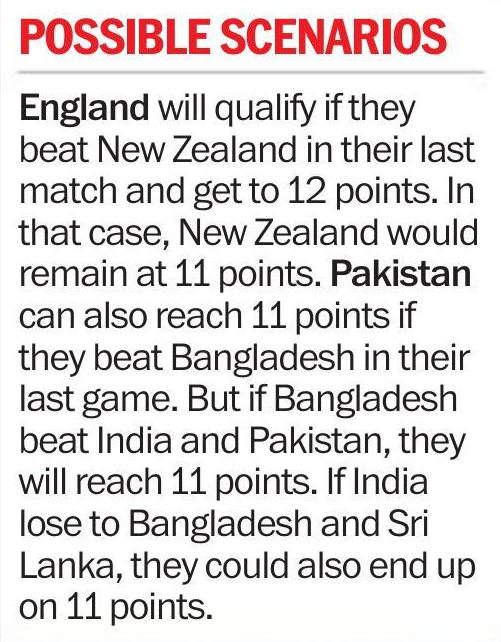 POSSIBLE SCENARIOS
England will qualify if they
beat New Zealand in their last
match and get to 12 points. In
that case, New Zealand would
remain at 11 points. Pakistan
can also reach 11 points if
they beat Bangladesh in their
last game. But if Bangladesh
beat India and Pakistan, they
will reach 11 points. If India
lose to Bangladesh and Sri
Lanka, they could also end up
on 11 points.